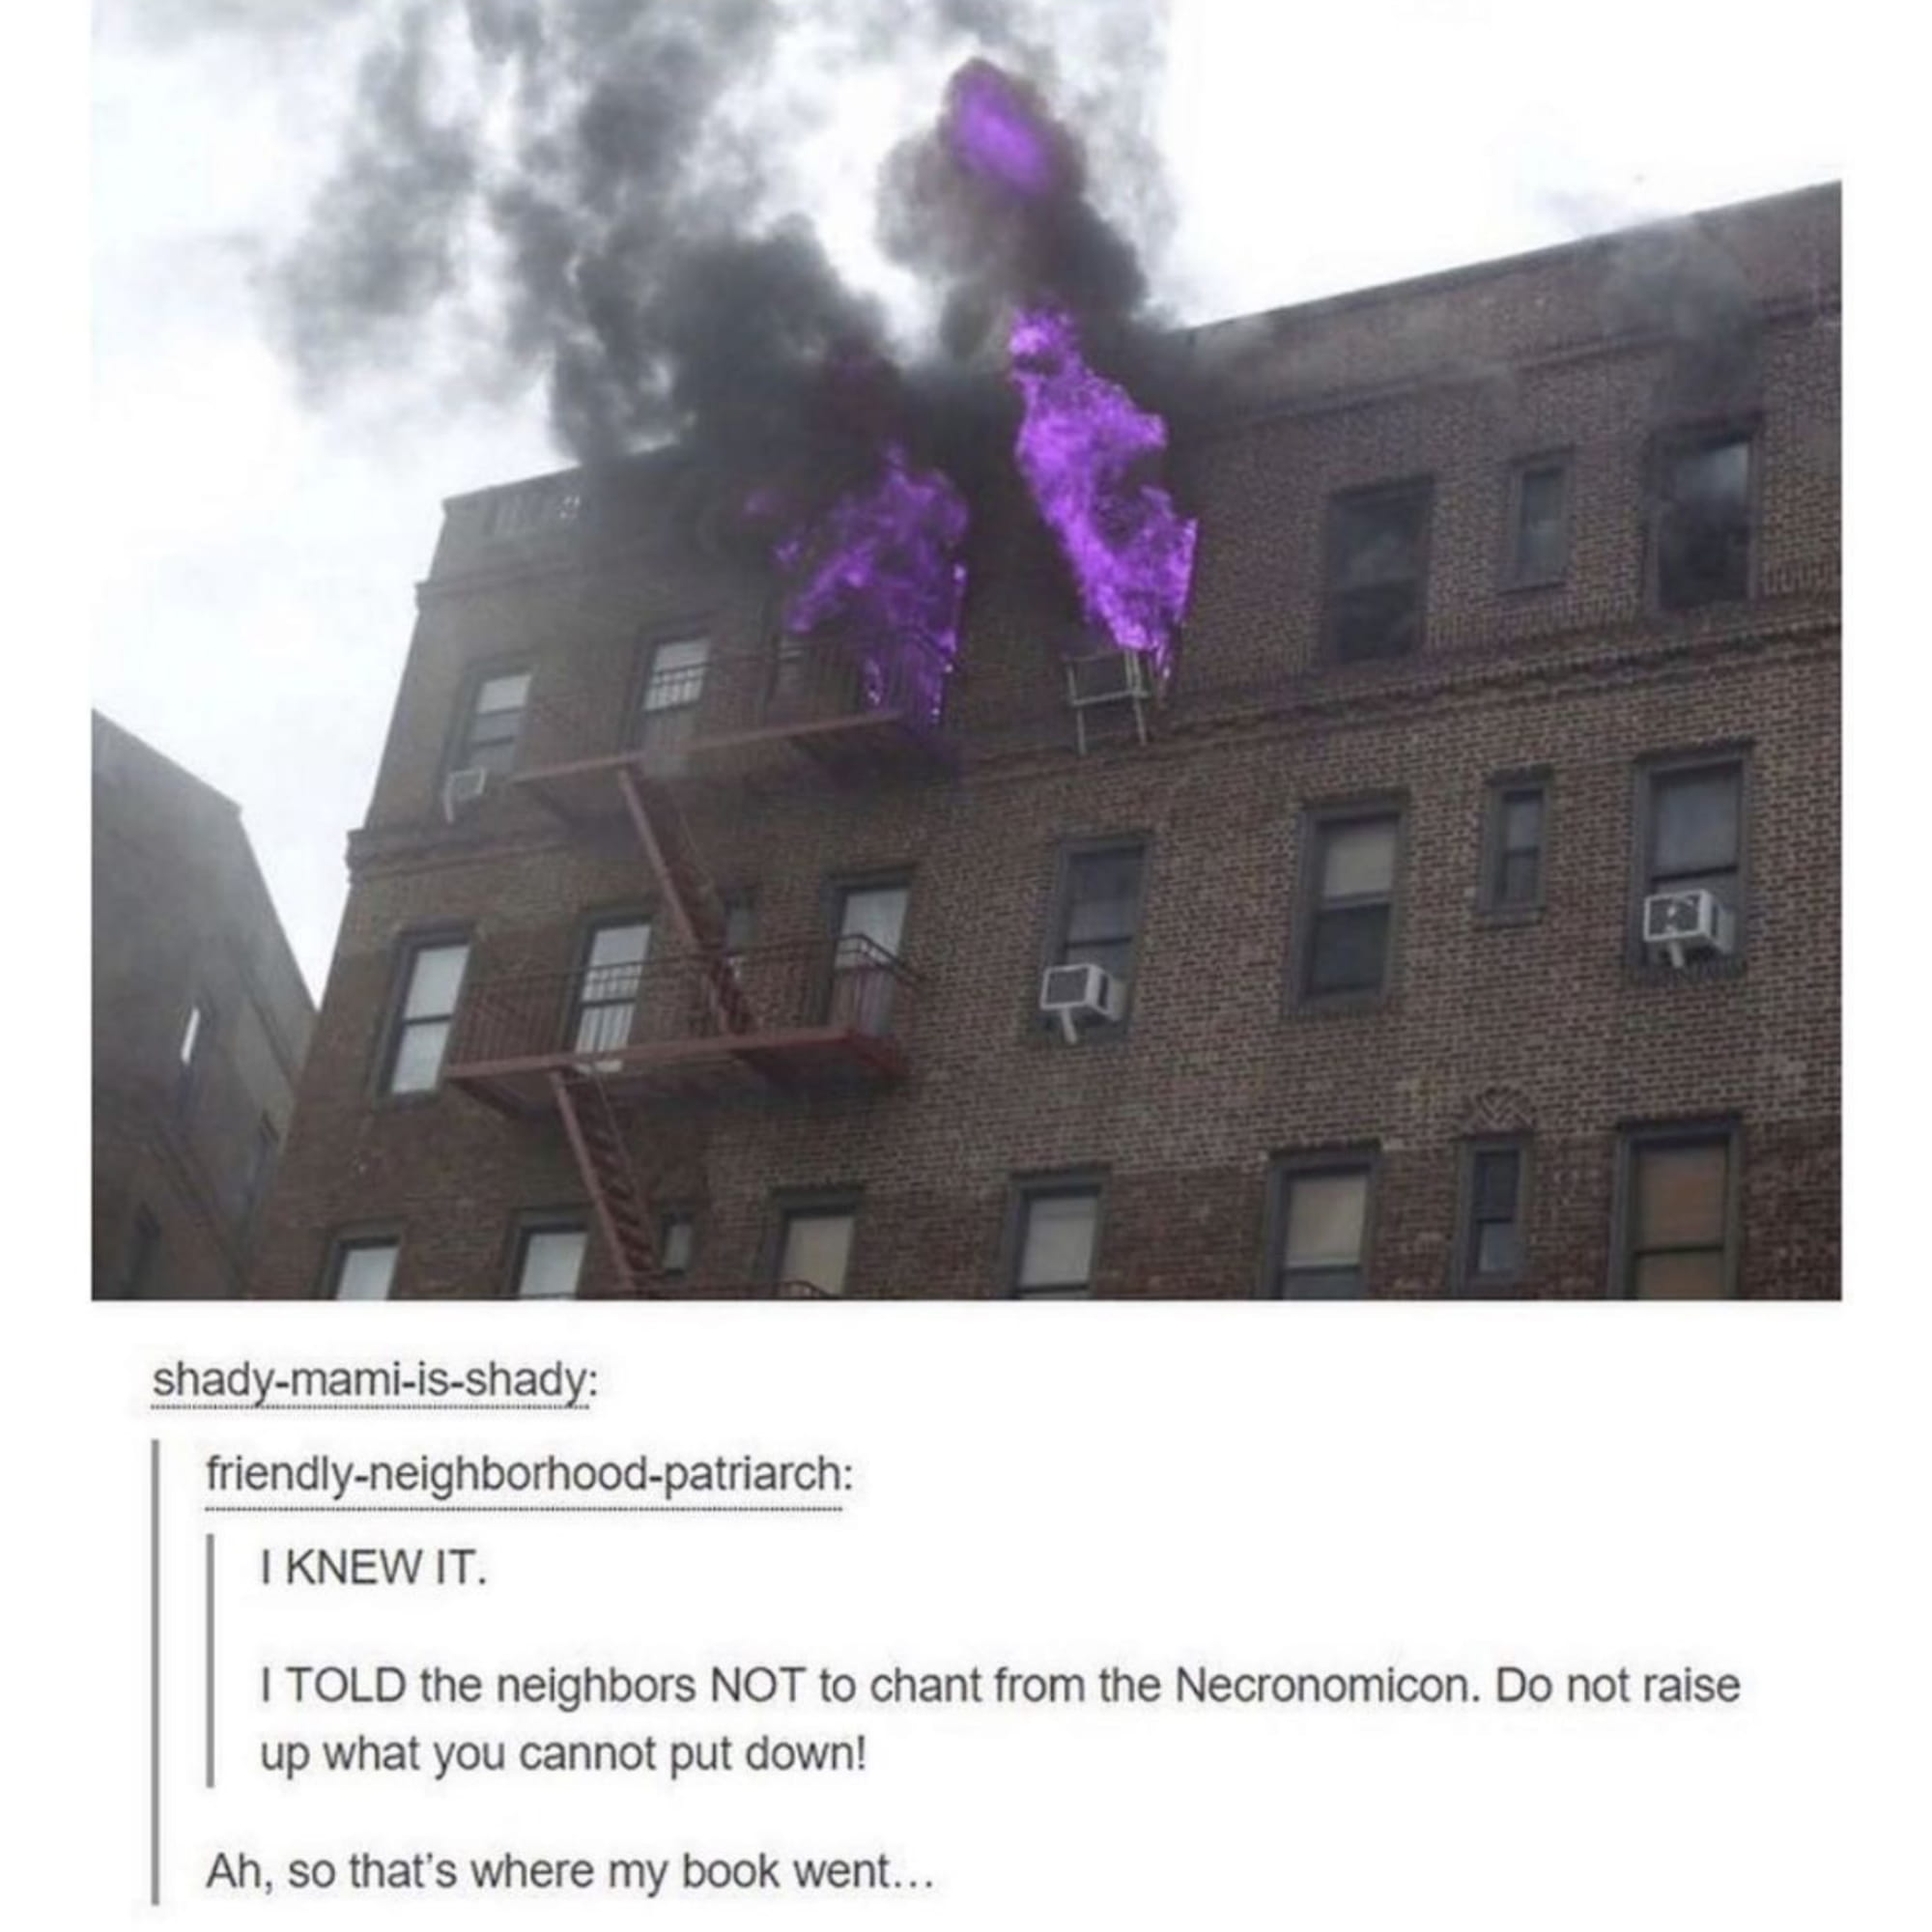 shady-mami-is-shady:
friendly-neighborhood-patriarch:
I KNEW IT.
I TOLD the neighbors NOT to chant from the Necronomicon. Do not raise
up what you cannot put down!
Ah, so that's where my book went...